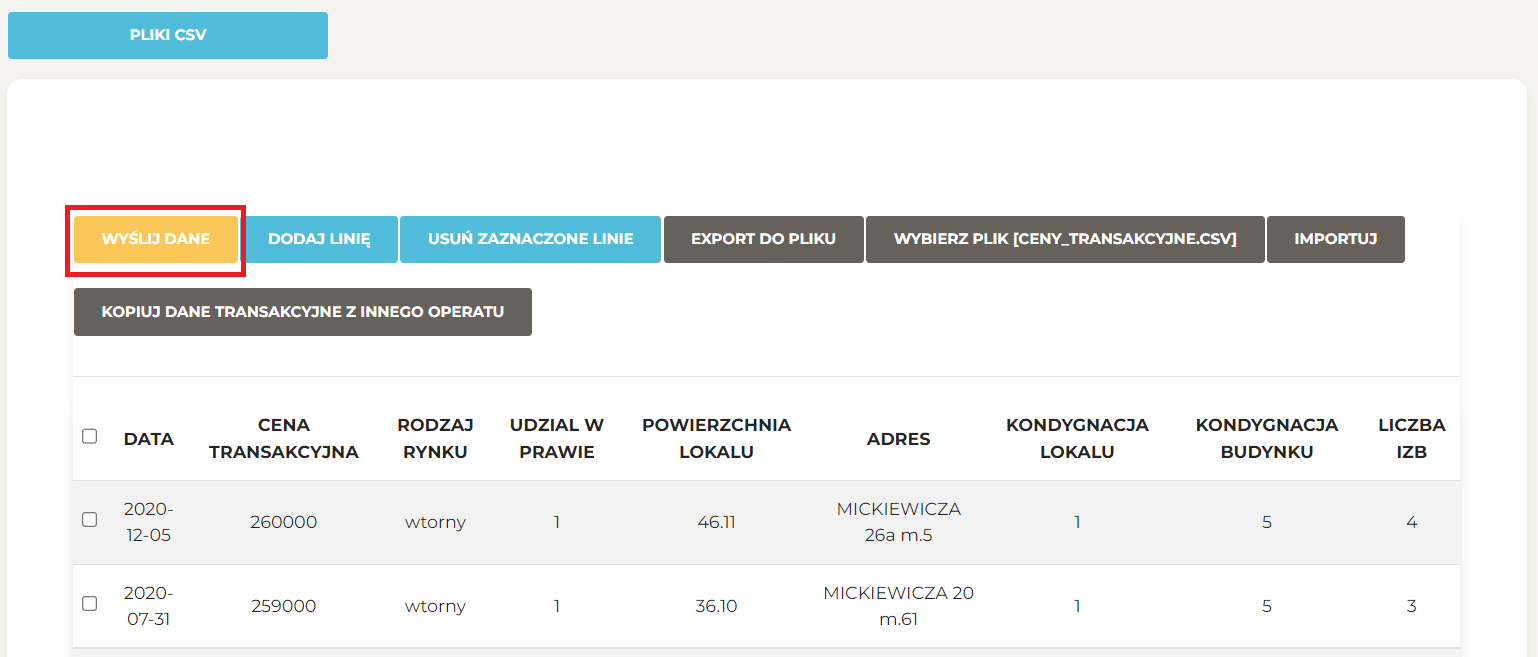 PLIKI CSV
WYŚLIJ DANE DODAJ LINIĘ USUŃ ZAZNACZONE LINIE EXPORT DO PLIKU WYBIERZ PLIK [CENY_TRANSAKCYJNE.CSV] IMPORTUJ
KOPIUJ DANE TRANSAKCYJNE Z INNEGO OPERATU
DATA CENA TRANSAKCYJNA RODZAJ RYNKU UDZIAL W PRAWIE POWIERZCHNIA LOKALU ADRES KONDYGNACJA LOKALU KONDYGNACJA BUDYNKU LICZBA IZB
2020-12-05 260000 wtorny 1 46.11 MICKIEWICZA 26a m.5 1 5 4
2020-07-31 259000 wtorny 1 36.10 MICKIEWICZA 20 m.61 1 5 3